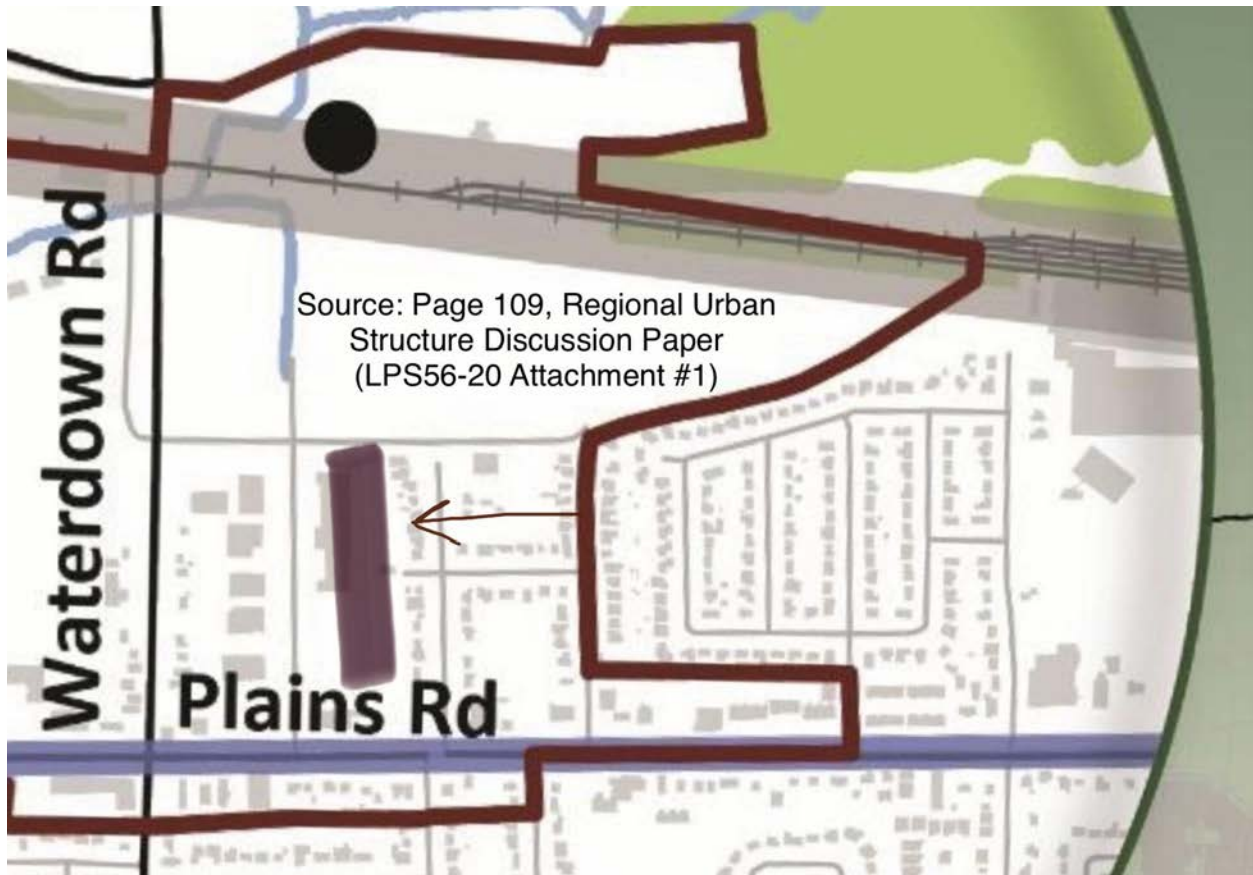 Waterdown Rd
Source: Page 109, Regional Urban
Structure Discussion Paper
(LPS56-20 Attachment #1)
Plains Rd